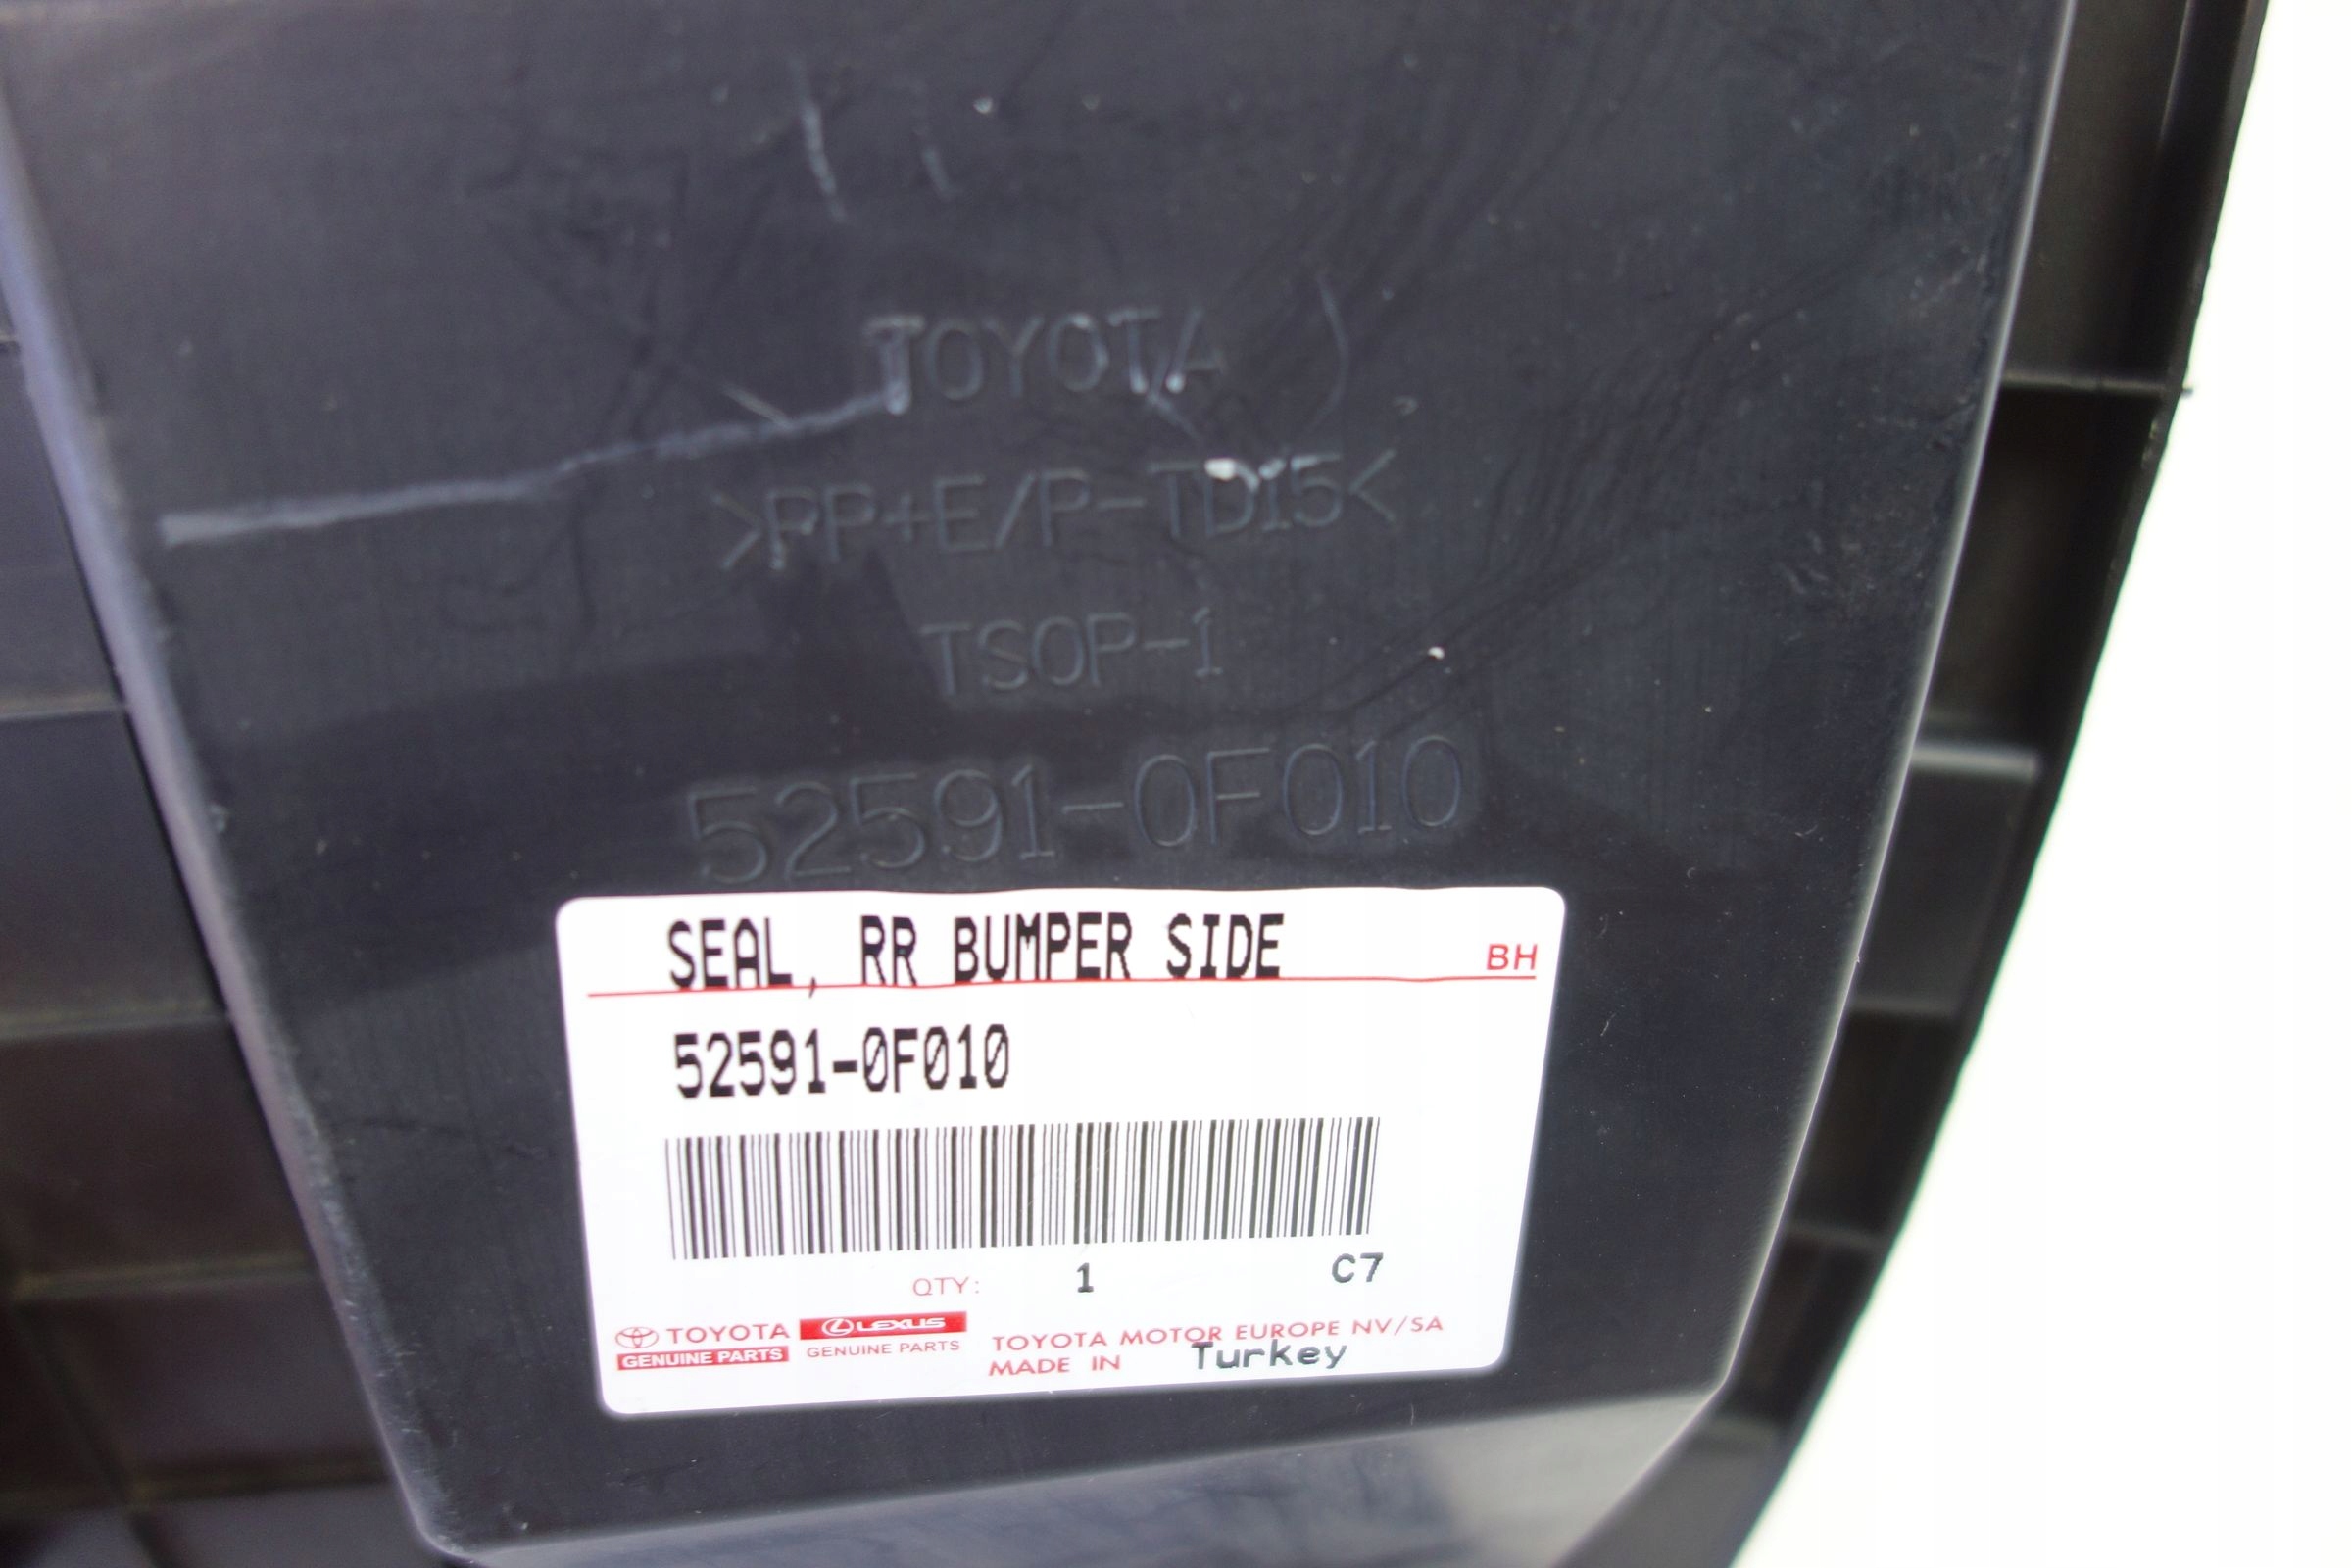 TOYOTA
>PP+E/P-TD15<
TSOP-1
52591-0F010
SEAL, RR BUMPER SIDE BH
52591-0F010
QTY: 1 C7
TOYOTA LEXUS TOYOTA MOTOR EUROPE NV/SA
GENUINE PARTS GENUINE PARTS MADE IN Turkey